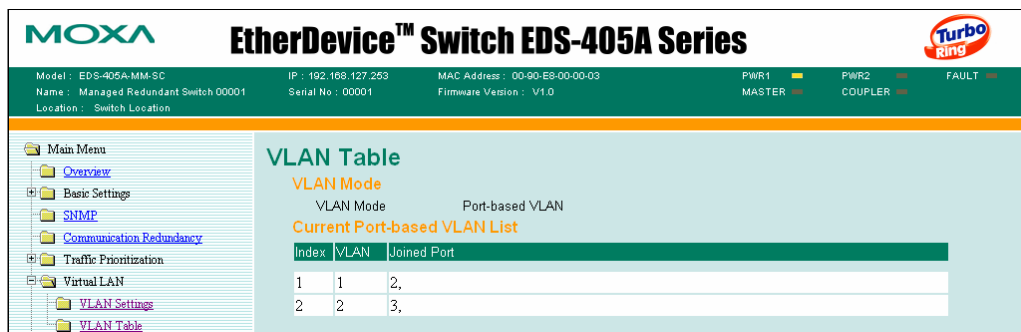 MOXA EtherDevice™ Switch EDS-405A Series Turbo Ring
Model : EDS-405A-MM-SC IP : 192.168.127.253 MAC Address : 00-90-E8-00-00-03 PWR1 PWR2 FAULT
Name : Managed Redundant Switch 00001 Serial No : 00001 Firmware Version : V1.0 MASTER COUPLER
Location : Switch Location
Main Menu
Overview
Basic Settings
SNMP
Communication Redundancy
Traffic Prioritization
Virtual LAN
VLAN Settings
VLAN Table
VLAN Table
VLAN Mode
VLAN Mode Port-based VLAN
Current Port-based VLAN List
Index VLAN Joined Port
1 1 2,
2 2 3,